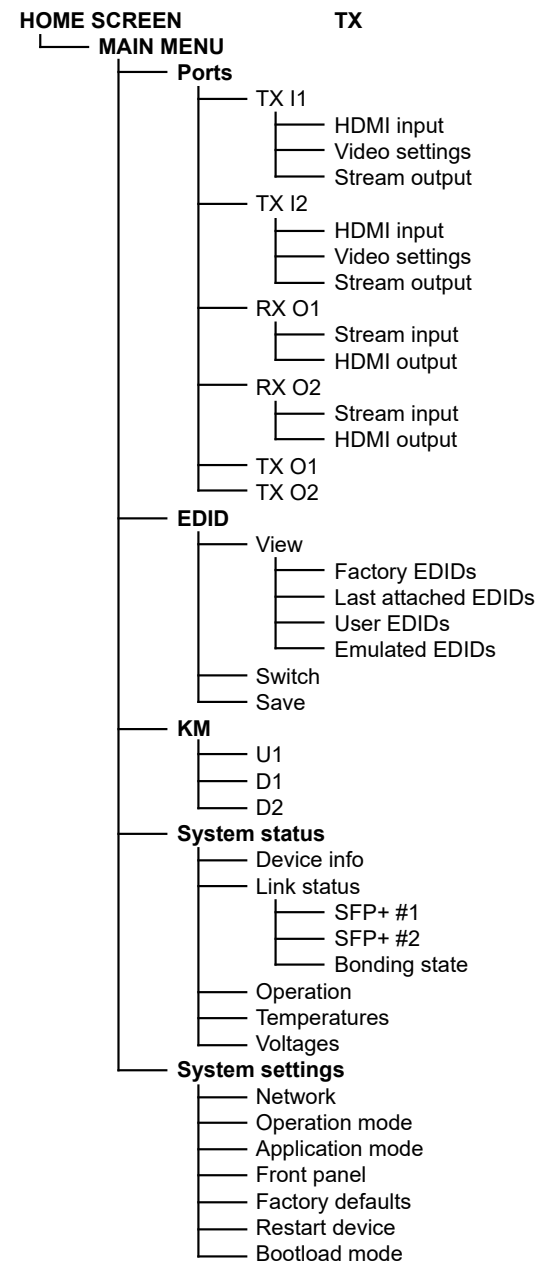 HOME SCREEN TX
MAIN MENU
Ports
TX I1
HDMI input
Video settings
Stream output
TX I2
HDMI input
Video settings
Stream output
RX O1
Stream input
HDMI output
RX O2
Stream input
HDMI output
TX O1
TX O2
EDID
View
Factory EDIDs
Last attached EDIDs
User EDIDs
Emulated EDIDs
Switch
Save
KM
U1
D1
D2
System status
Device info
Link status
SFP+ #1
SFP+ #2
Bonding state
Operation
Temperatures
Voltages
System settings
Network
Operation mode
Application mode
Front panel
Factory defaults
Restart device
Bootload mode